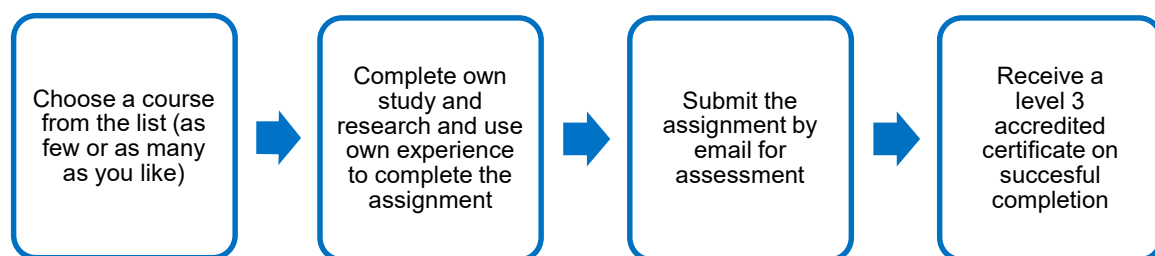 Choose a course
from the list (as
few or as many
as you like)
Complete own
study and
research and use
own experience
to complete the
assignment
Submit the
assignment by
email for
assessment
Receive a
level 3
accredited
certificate on
succesful
completion